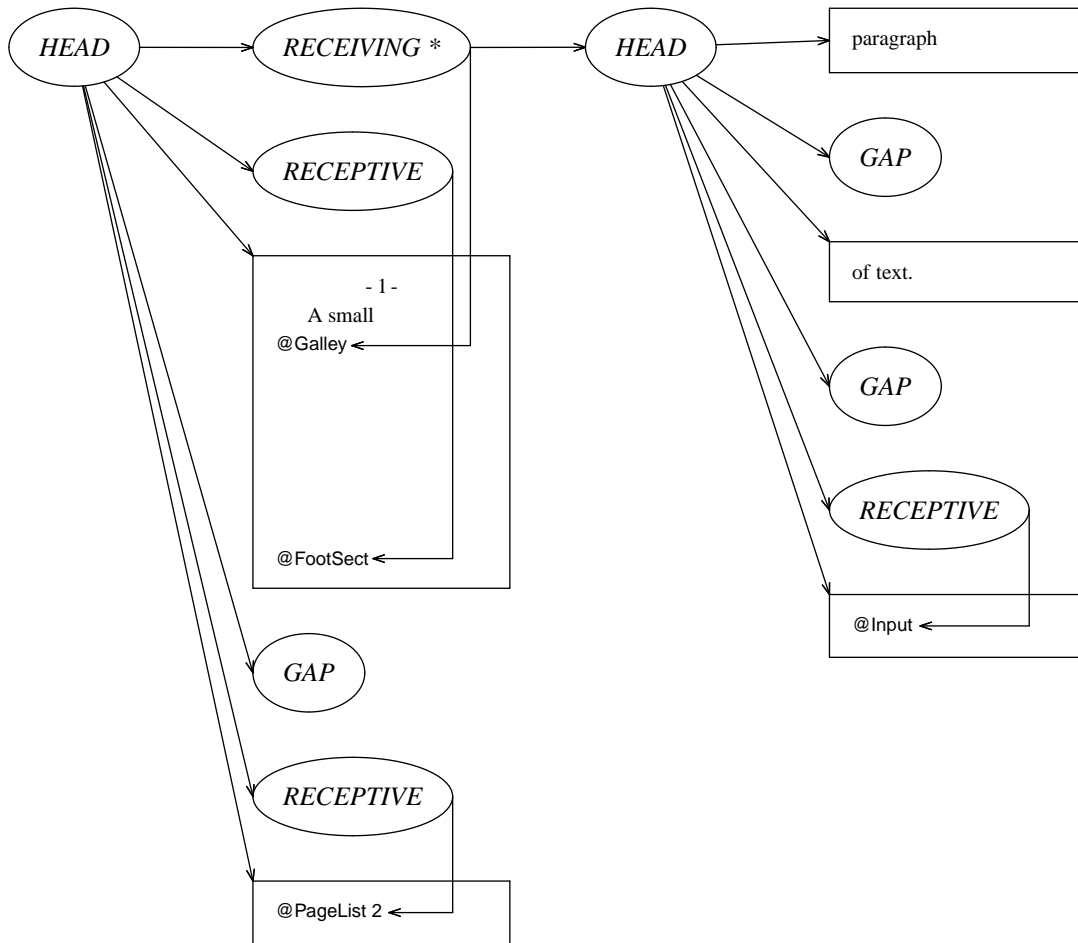 HEAD
RECEIVING *
HEAD
paragraph
GAP
RECEPTIVE
of text.
- 1 -
A small
@Galley
GAP
RECEPTIVE
@FootSect
@Input
GAP
RECEPTIVE
@PageList 2